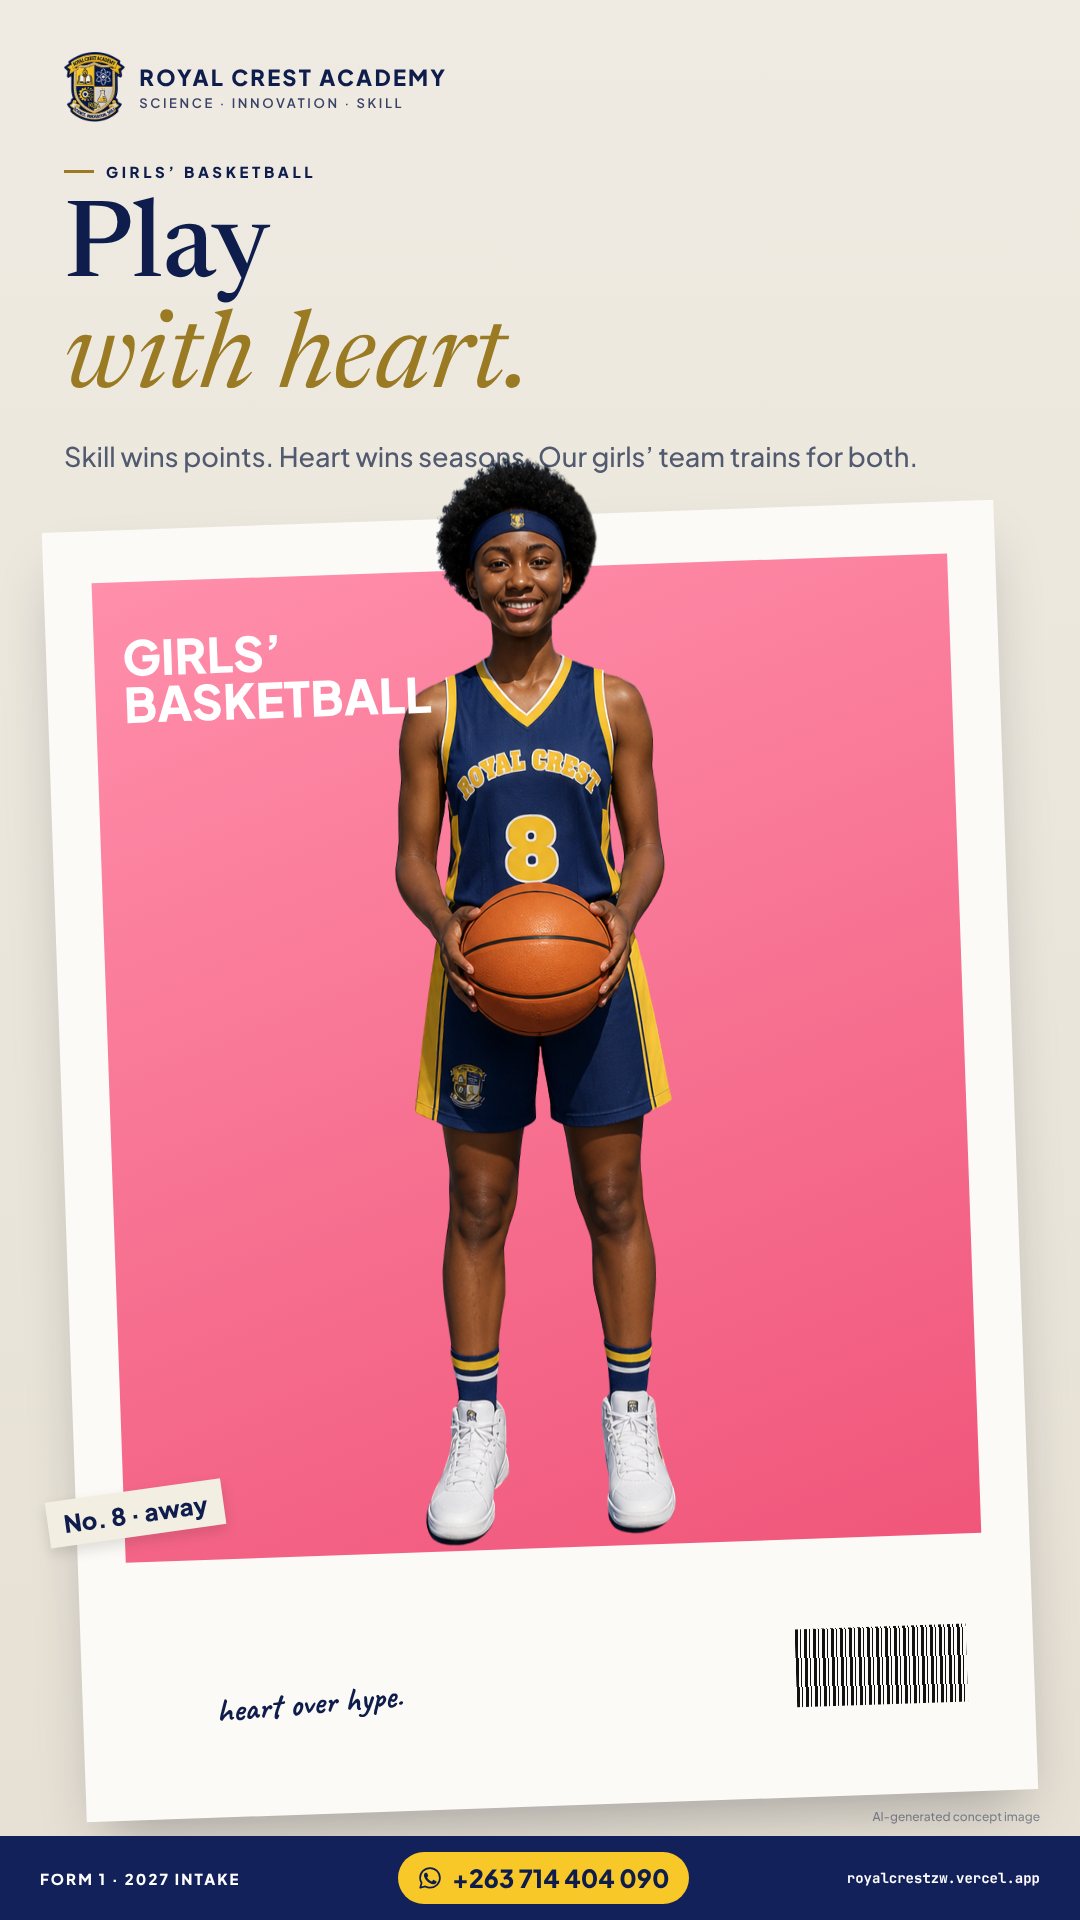 ROYAL CREST ACADEMY
SCIENCE · INNOVATION · SKILL
GIRLS’ BASKETBALL
Play
with heart.
Skill wins points. Heart wins seasons. Our girls’ team trains for both.
GIRLS’
BASKETBALL
ROYAL CREST
8
No. 8 · away
heart over hype.
AI-generated concept image
FORM 1 · 2027 INTAKE
+263 714 404 090
royalcrestzw.vercel.app